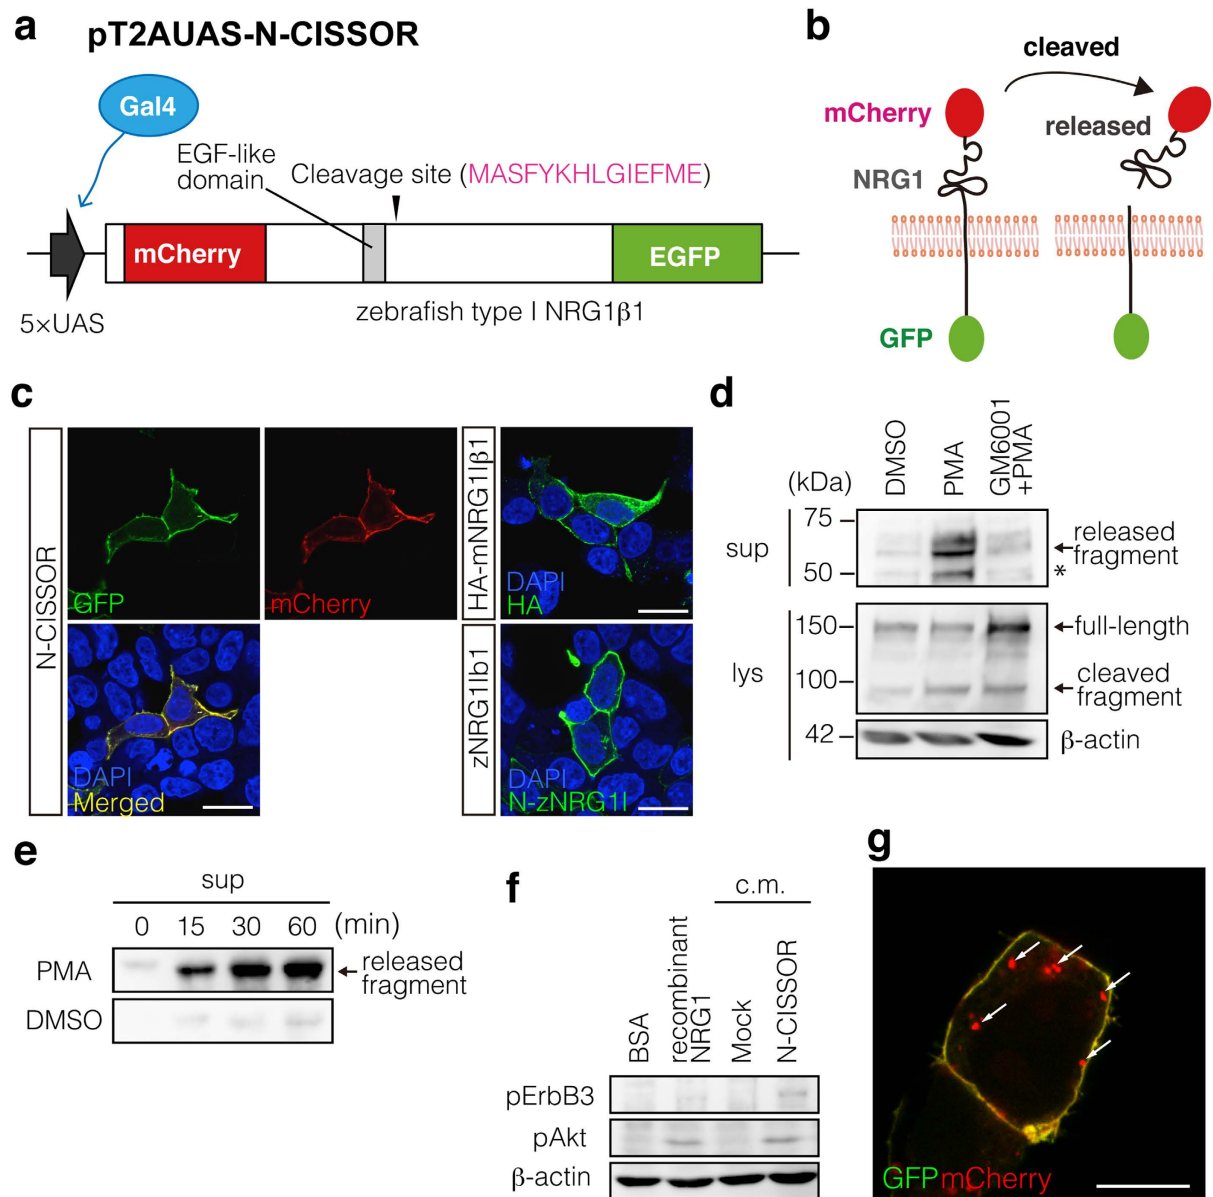 a
pT2AUAS-N-CISSOR
Gal4
EGF-like
domain
Cleavage site (MASFYKHLGIEFME)
mCherry
EGFP
5×UAS
zebrafish type I NRG1β1
b
cleaved
mCherry
released
NRG1
GFP
c
N-CISSOR
GFP
mCherry
DAPI
Merged
HA-mNRG1Iβ1
DAPI
HA
zNRG1Ib1
DAPI
N-zNRG1I
d
(kDa)
DMSO
PMA
GM6001
+PMA
sup
75
50
released
fragment
*
lys
150
100
42
full-length
cleaved
fragment
β-actin
e
sup
0 15 30 60 (min)
PMA
released
fragment
DMSO
f
c.m.
BSA
recombinant
NRG1
Mock
N-CISSOR
pErbB3
pAkt
β-actin
g
GFP mCherry